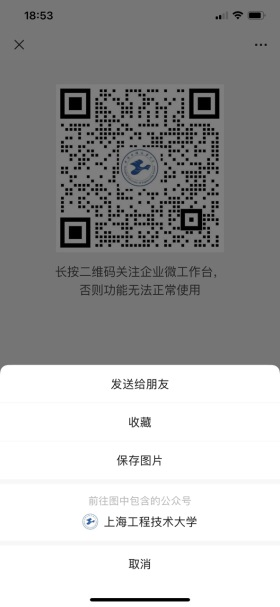 18:53
长按二维码关注企业微工作台，
否则功能无法正常使用
发送给朋友
收藏
保存图片
前往图中包含的公众号
上海工程技术大学
取消